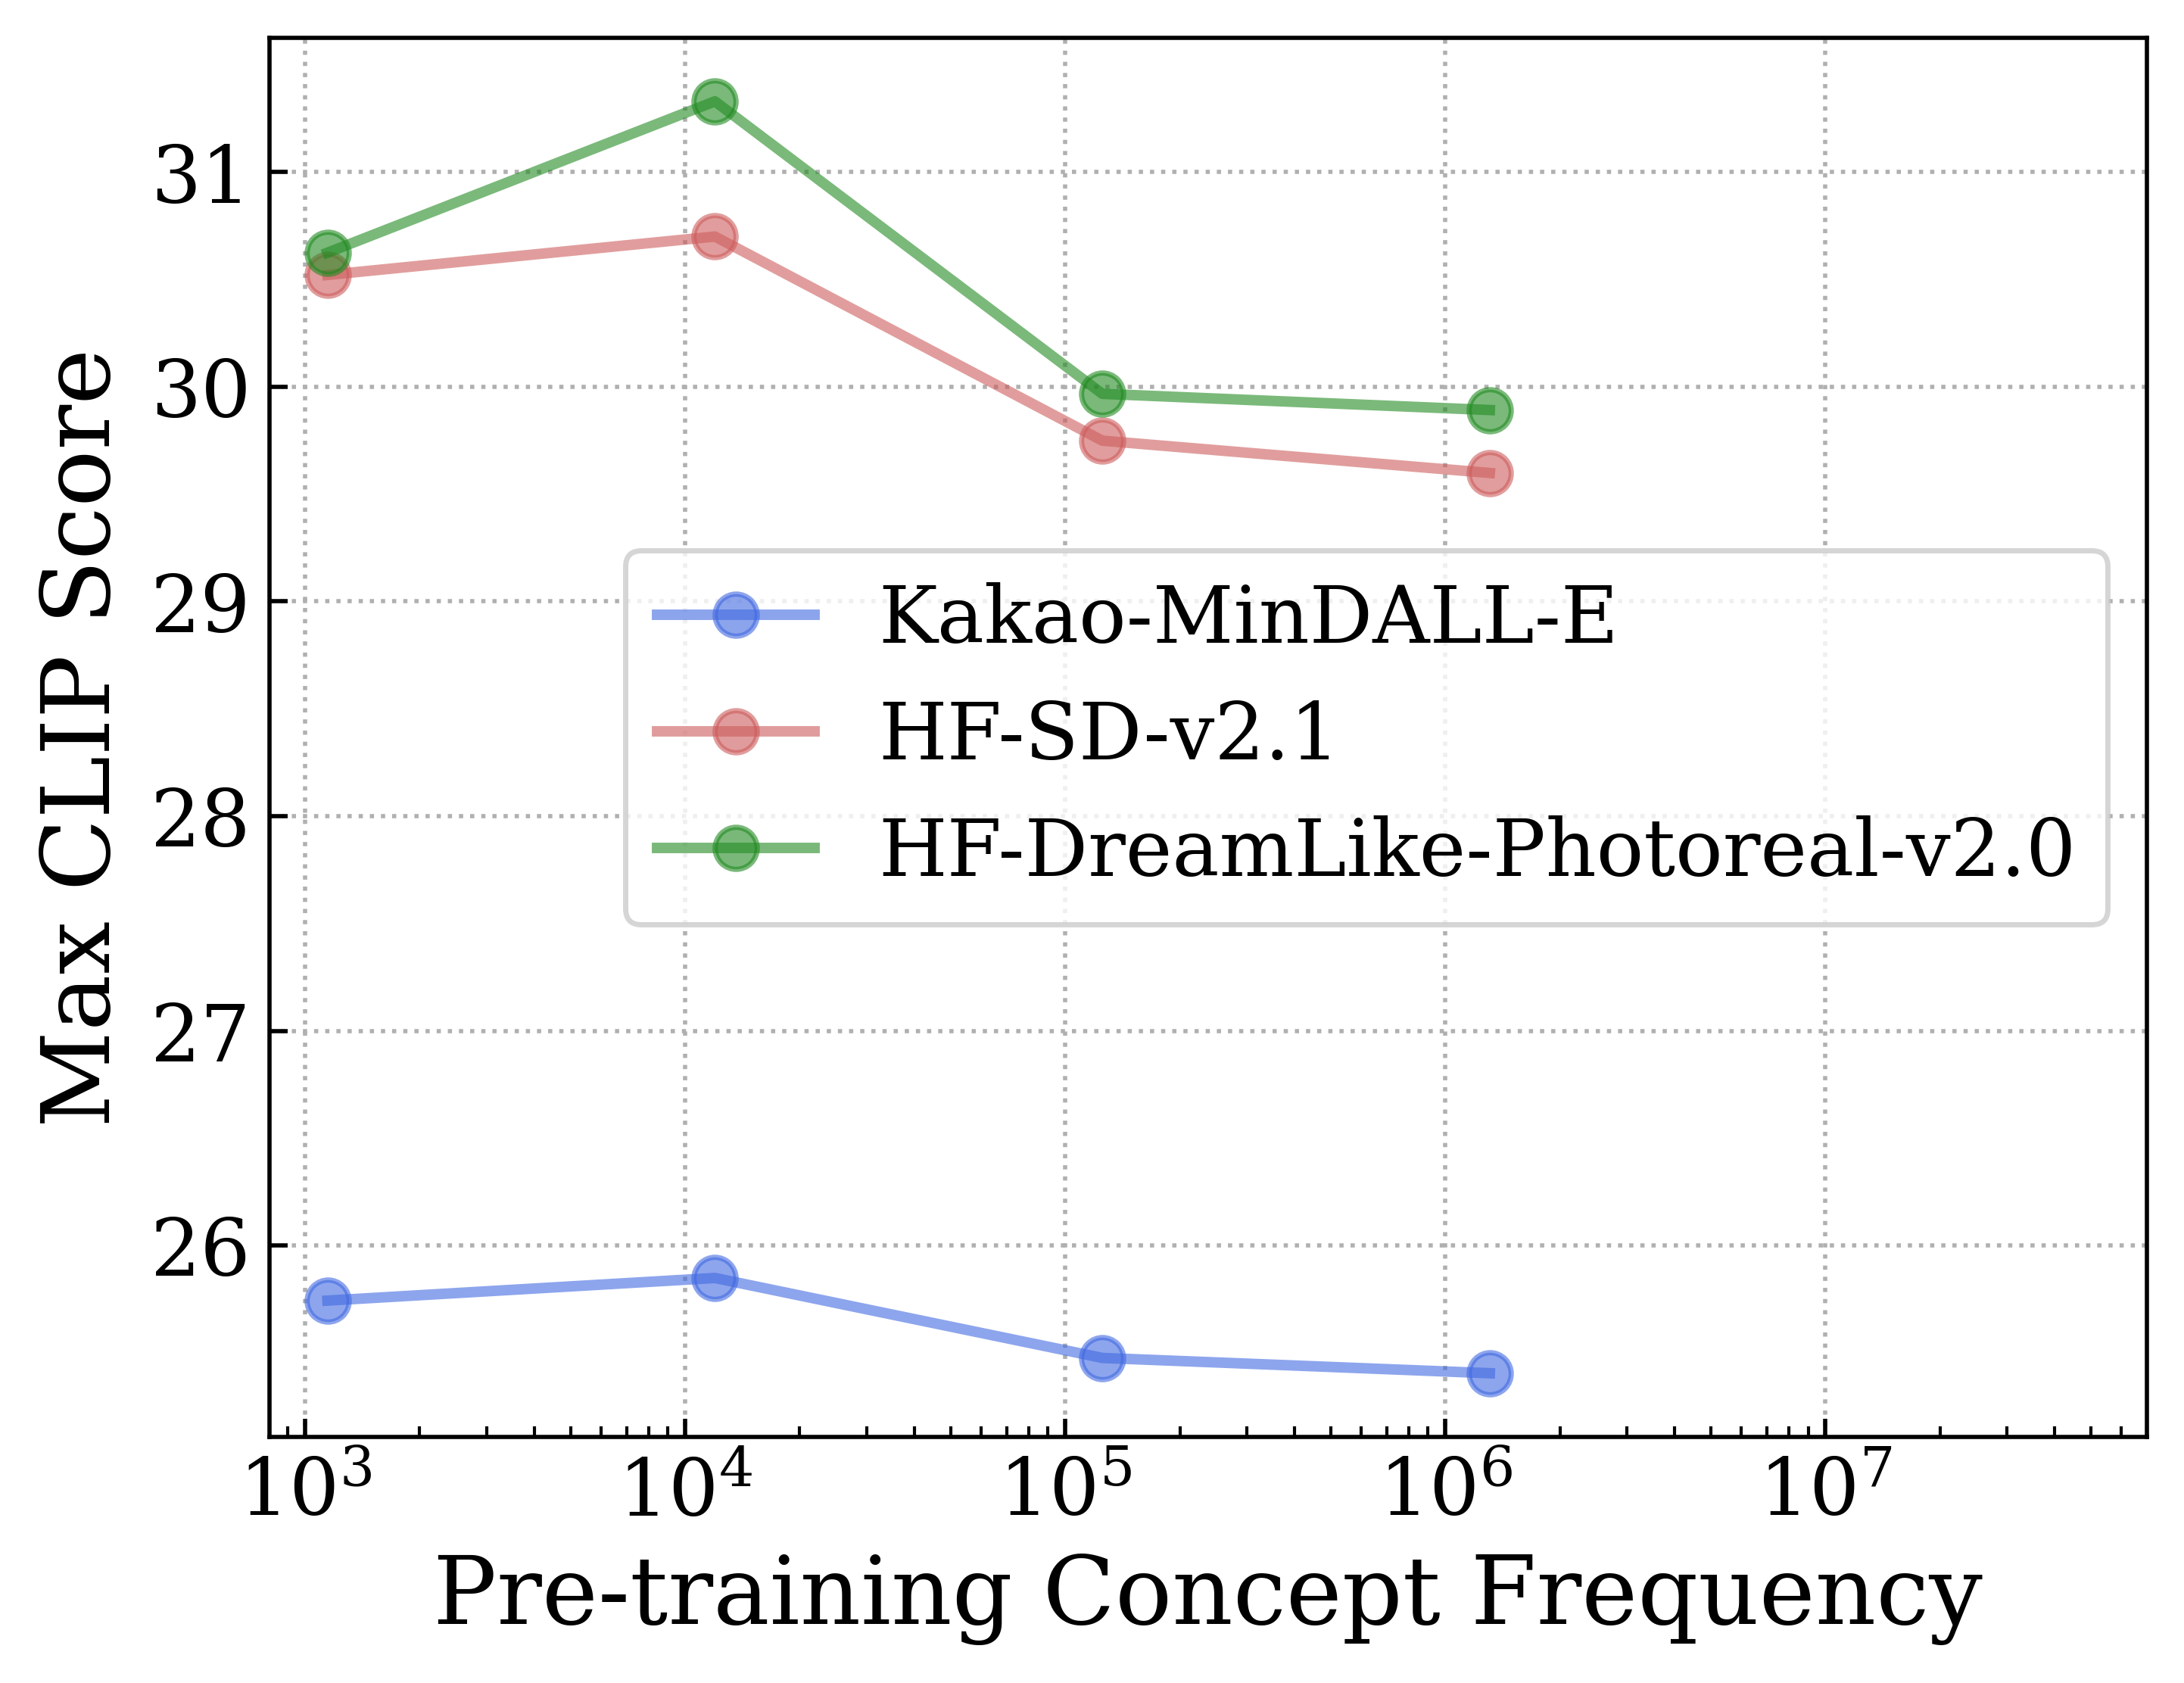 Max CLIP Score
31
30
29
28
27
26
Kakao-MinDALL-E
HF-SD-v2.1
HF-DreamLike-Photoreal-v2.0
10³ 10⁴ 10⁵ 10⁶ 10⁷
Pre-training Concept Frequency